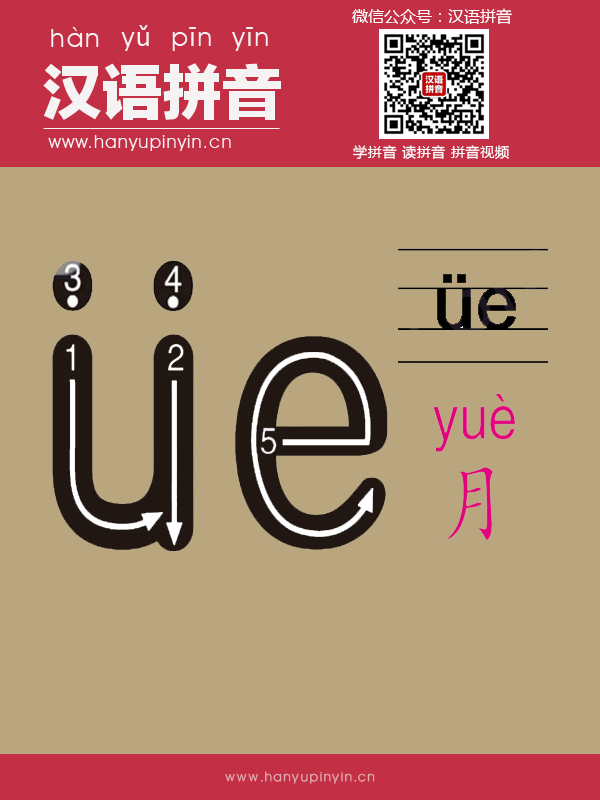 hàn yǔ pīn yīn
汉语拼音
www.hanyupinyin.cn
微信公众号：汉语拼音
汉语
拼音
学拼音 读拼音 拼音视频
3 4
1 2
5
üe
üe
yuè
月
www.hanyupinyin.cn